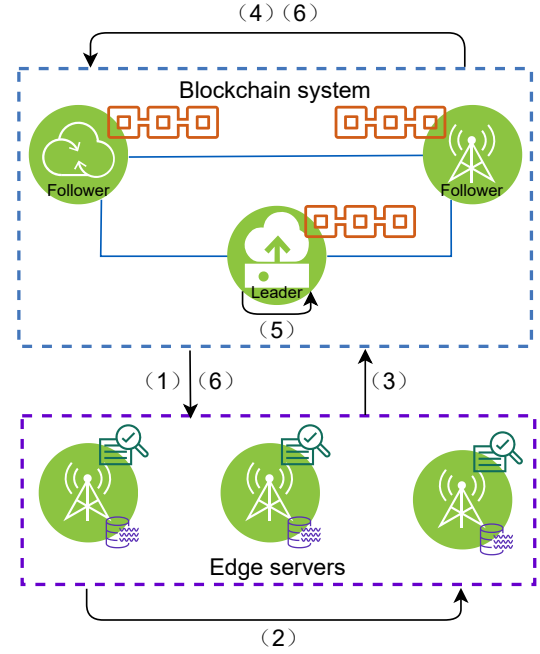 （4）（6）
Blockchain system
Follower
Follower
Leader
（5）
（1）（6）
（3）
Edge servers
（2）